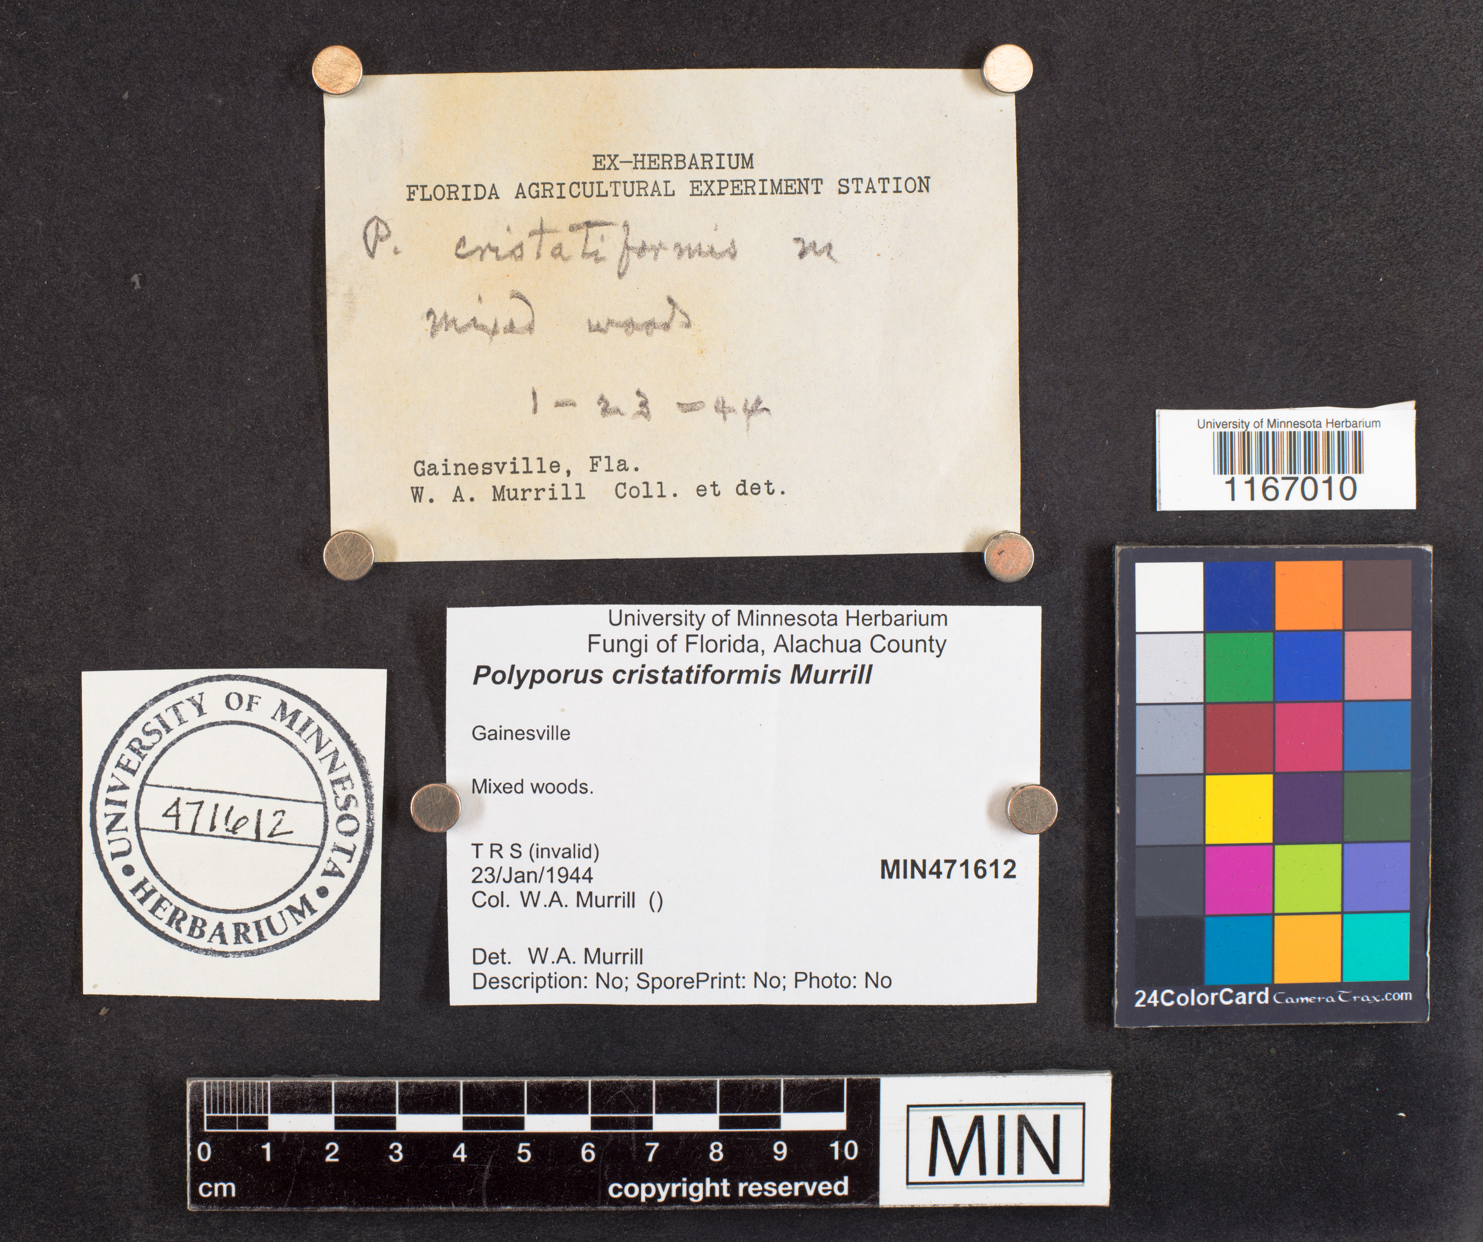 EX-HERBARIUM
FLORIDA AGRICULTURAL EXPERIMENT STATION
P. cristatiformis m
mixed woods
1-23-44
Gainesville, Fla.
W. A. Murrill Coll. et det.
University of Minnesota Herbarium
1167010
University of Minnesota Herbarium
Fungi of Florida, Alachua County
Polyporus cristatiformis Murrill
Gainesville
Mixed woods.
T R S (invalid)
23/Jan/1944
Col. W.A. Murrill ()
MIN471612
Det. W.A. Murrill
Description: No; SporePrint: No; Photo: No
UNIVERSITY OF MINNESOTA
471612
HERBARIUM
24ColorCard CameraTrax.com
0 1 2 3 4 5 6 7 8 9 10
cm
copyright reserved
MIN